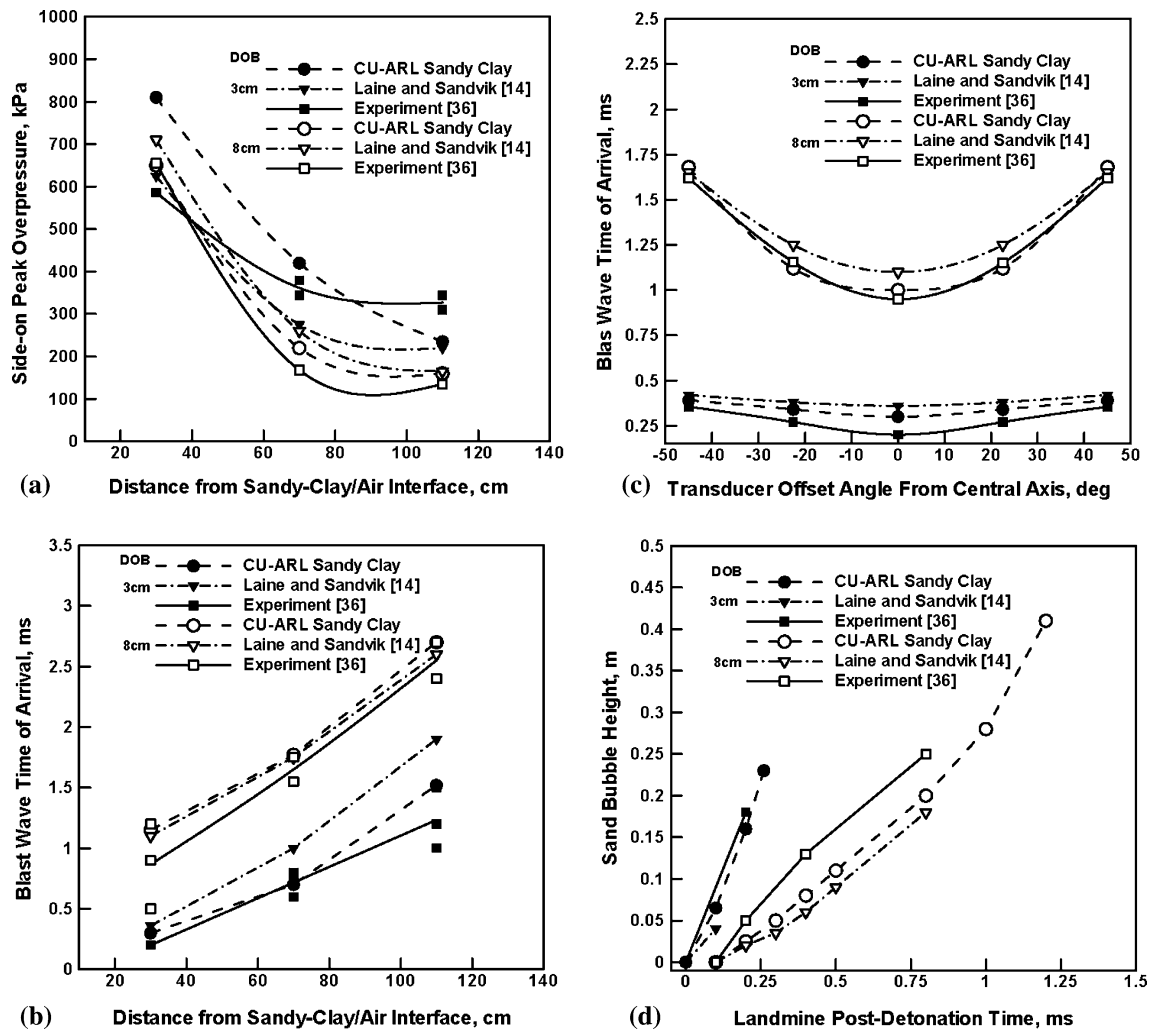 1000
900
800
700
600
500
400
300
200
100
0
20 40 60 80 100 120 140
Side-on Peak Overpressure, kPa
DOB
CU-ARL Sandy Clay
3cm Laine and Sandvik [14]
Experiment [36]
CU-ARL Sandy Clay
8cm Laine and Sandvik [14]
Experiment [36]
(a) Distance from Sandy-Clay/Air Interface, cm
2.5
2.25
2
1.75
1.5
1.25
1
0.75
0.5
0.25
-50 -40 -30 -20 -10 0 10 20 30 40 50
Blas Wave Time of Arrival, ms
DOB
CU-ARL Sandy Clay
3cm Laine and Sandvik [14]
Experiment [36]
CU-ARL Sandy Clay
8cm Laine and Sandvik [14]
Experiment [36]
(c) Transducer Offset Angle From Central Axis, deg
3.5
3
2.5
2
1.5
1
0.5
0
20 40 60 80 100 120 140
Blast Wave Time of Arrival, ms
DOB
CU-ARL Sandy Clay
3cm Laine and Sandvik [14]
Experiment [36]
CU-ARL Sandy Clay
8cm Laine and Sandvik [14]
Experiment [36]
(b) Distance from Sandy-Clay/Air Interface, cm
0.5
0.45
0.4
0.35
0.3
0.25
0.2
0.15
0.1
0.05
0
0 0.25 0.5 0.75 1 1.25 1.5
Sand Bubble Height, m
DOB
CU-ARL Sandy Clay
3cm Laine and Sandvik [14]
Experiment [36]
CU-ARL Sandy Clay
8cm Laine and Sandvik [14]
Experiment [36]
(d) Landmine Post-Detonation Time, ms